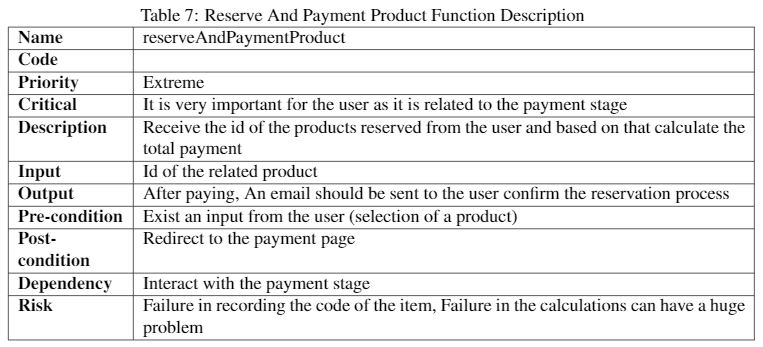 Table 7: Reserve And Payment Product Function Description
Name reserveAndPaymentProduct
Code
Priority Extreme
Critical It is very important for the user as it is related to the payment stage
Description Receive the id of the products reserved from the user and based on that calculate the
total payment
Input Id of the related product
Output After paying, An email should be sent to the user confirm the reservation process
Pre-condition Exist an input from the user (selection of a product)
Post- Redirect to the payment page
condition
Dependency Interact with the payment stage
Risk Failure in recording the code of the item, Failure in the calculations can have a huge
problem